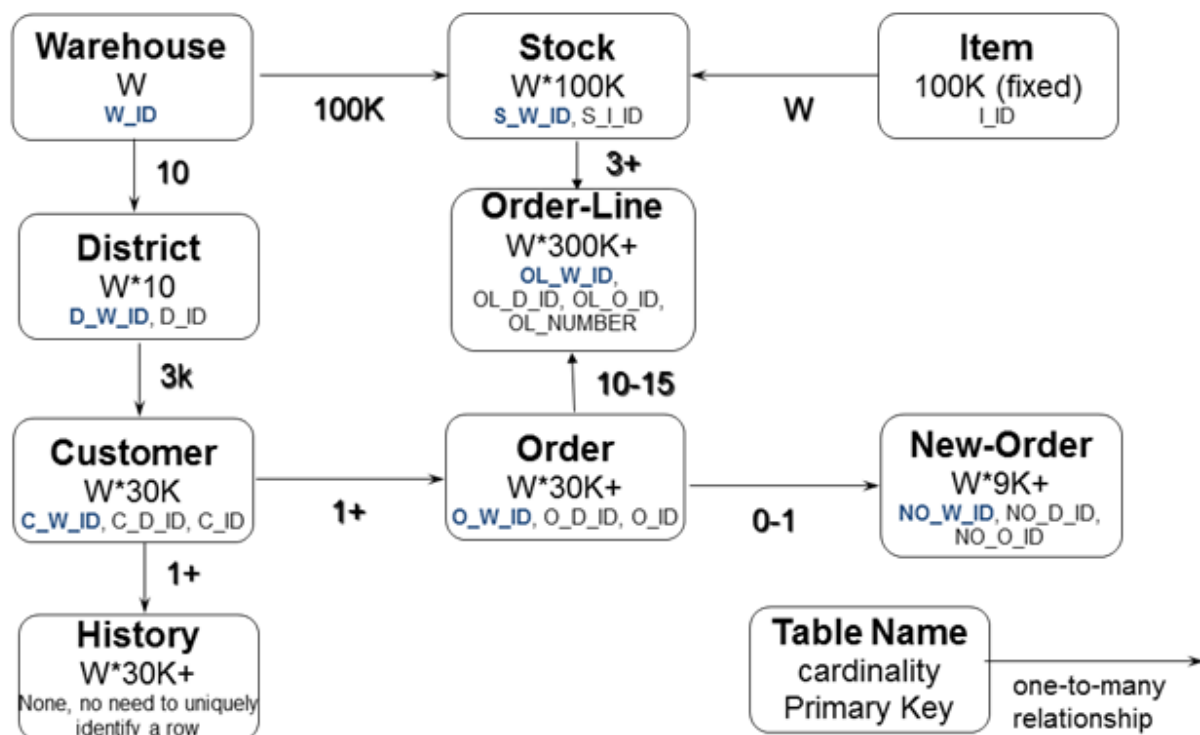 Warehouse
W
W_ID
100K
Stock
W*100K
S_W_ID, S_I_ID
W
Item
100K (fixed)
I_ID
10
3+
District
W*10
D_W_ID, D_ID
Order-Line
W*300K+
OL_W_ID,
OL_D_ID, OL_O_ID,
OL_NUMBER
3k
10-15
Customer
W*30K
C_W_ID, C_D_ID, C_ID
1+
Order
W*30K+
O_W_ID, O_D_ID, O_ID
0-1
New-Order
W*9K+
NO_W_ID, NO_D_ID,
NO_O_ID
1+
History
W*30K+
None, no need to uniquely
identify a row
Table Name
cardinality
Primary Key
one-to-many
relationship